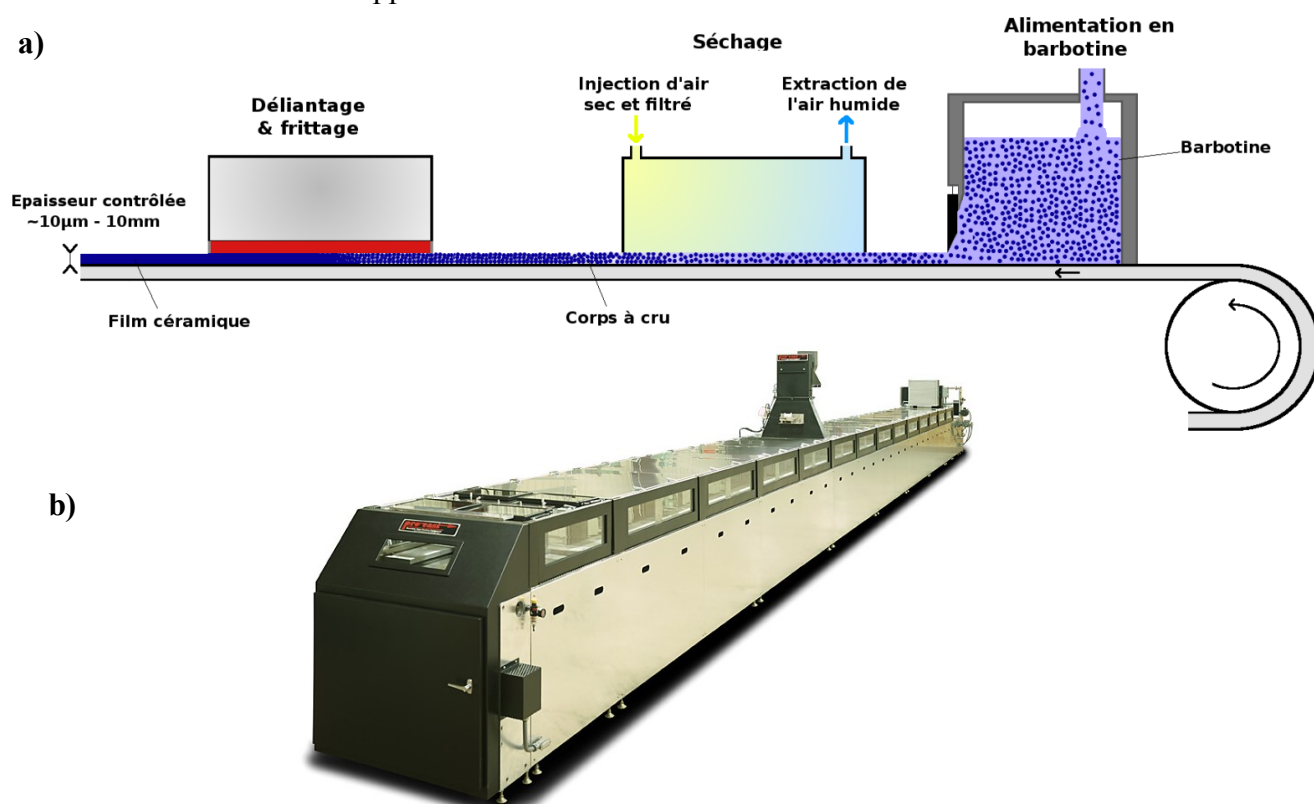 a)
Alimentation en
barbotine
Séchage
Injection d'air
sec et filtré
Extraction de
l'air humide
Déliantage
& frittage
Barbotine
Epaisseur contrôlée
~10µm - 10mm
Film céramique
Corps à cru
b)